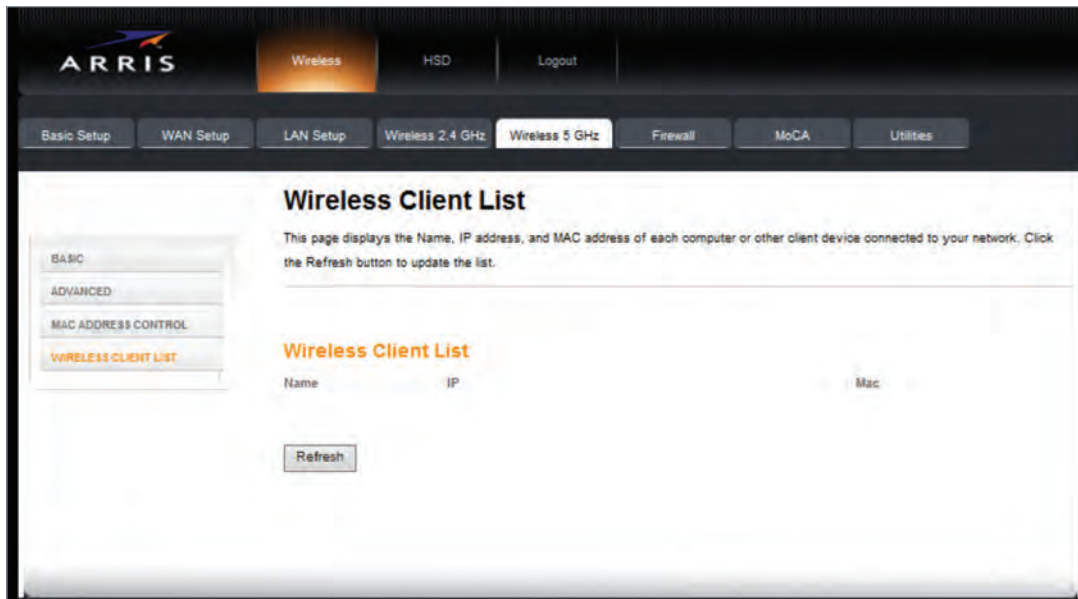 ARRIS
Wireless HSD Logout
Basic Setup WAN Setup LAN Setup Wireless 2.4 GHz Wireless 5 GHz Firewall MoCA Utilities
Wireless Client List
This page displays the Name, IP address, and MAC address of each computer or other client device connected to your network. Click
the Refresh button to update the list.
BASIC
ADVANCED
MAC ADDRESS CONTROL
WIRELESS CLIENT LIST
Wireless Client List
Name IP Mac
Refresh